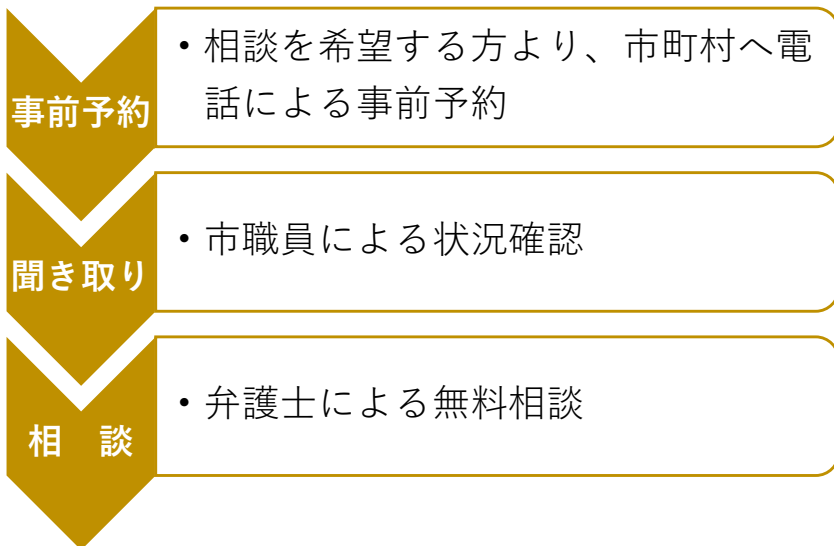 事前予約
・相談を希望する方より、市町村へ電
話による事前予約
聞き取り
・市職員による状況確認
相　談
・弁護士による無料相談